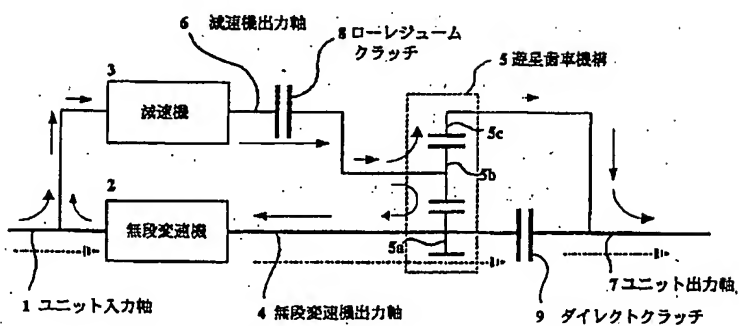 6 減速機出力軸
8 ローレジューム
クラッチ
5 遊星歯車機構
3
減速機
5c
5b
2
無段変速機
5a
1 ユニット入力軸
4 無段変速機出力軸
7 ユニット出力軸
9 ダイレクトクラッチ